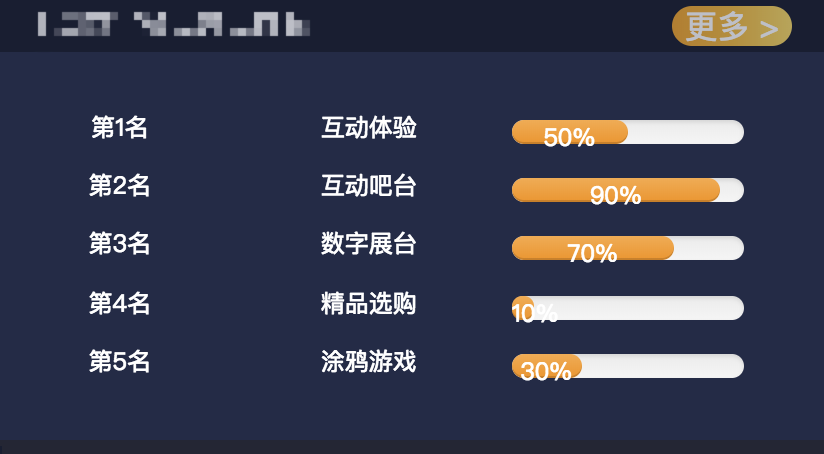 更多 >
第1名 互动体验 50%
第2名 互动吧台 90%
第3名 数字展台 70%
第4名 精品选购 10%
第5名 涂鸦游戏 30%